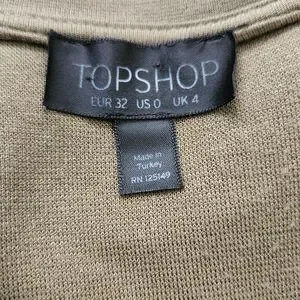 TOPSHOP
EUR 32 US 0 UK 4
Made in
Turkey
RN 125149